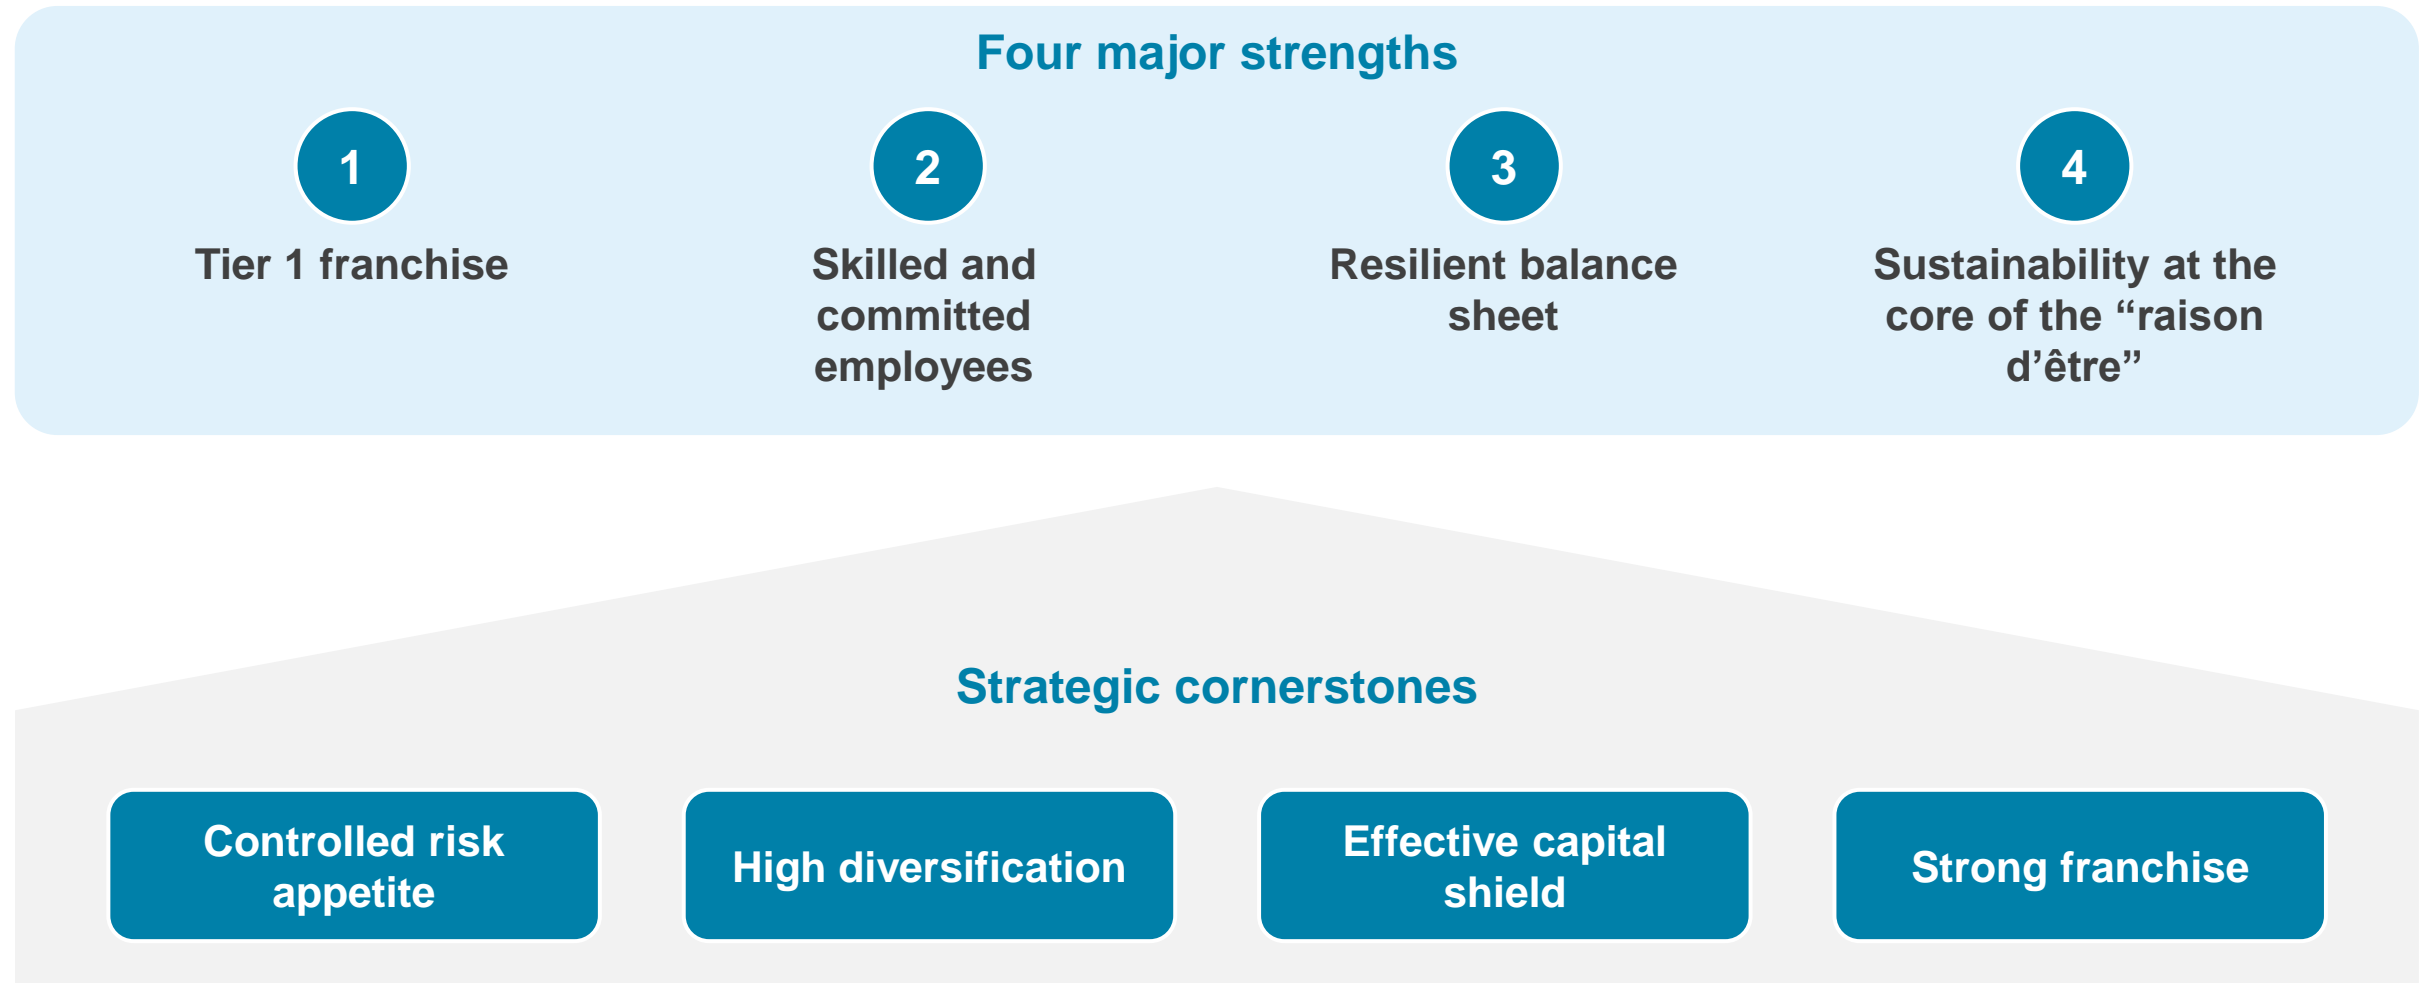 Four major strengths
1
Tier 1 franchise
2
Skilled and
committed
employees
3
Resilient balance
sheet
4
Sustainability at the
core of the “raison
d’être”
Strategic cornerstones
Controlled risk
appetite
High diversification
Effective capital
shield
Strong franchise